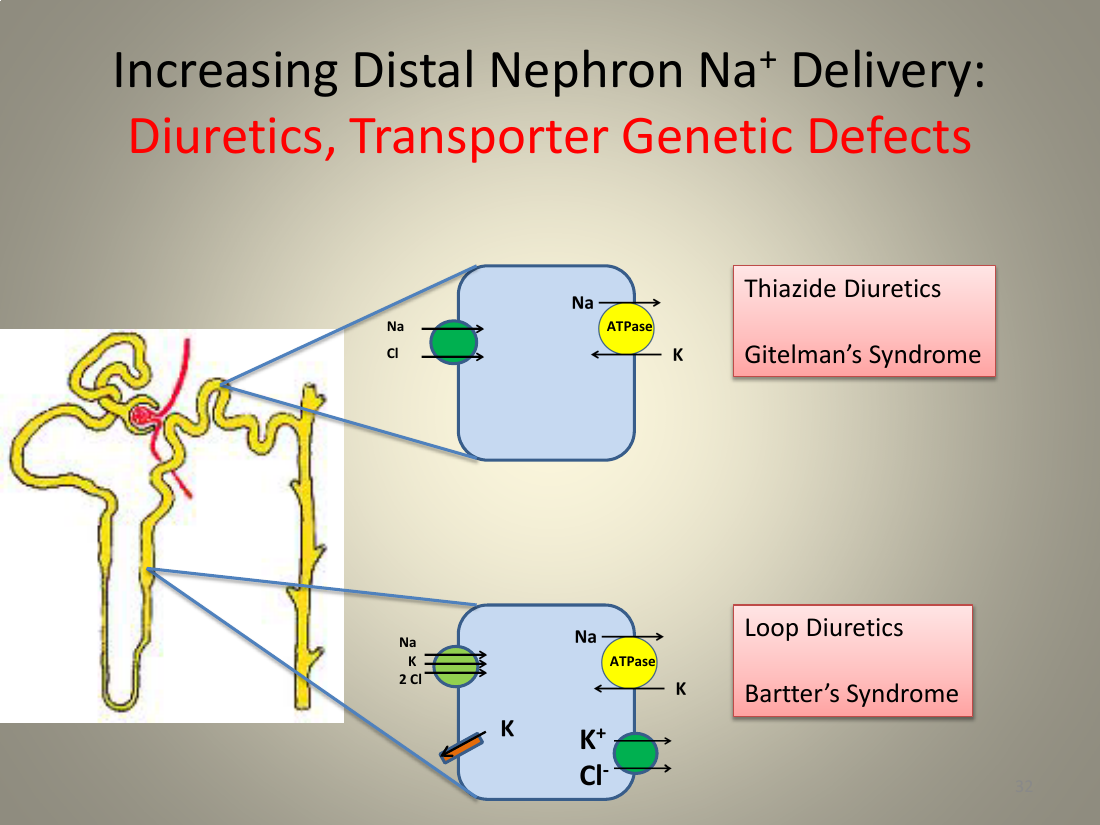 Increasing Distal Nephron Na⁺ Delivery:
Diuretics, Transporter Genetic Defects
Na
Cl
Na
ATPase
K
Thiazide Diuretics
Gitelman’s Syndrome
Na
K
2 Cl
Na
ATPase
K
K
K⁺
Cl⁻
Loop Diuretics
Bartter’s Syndrome
32